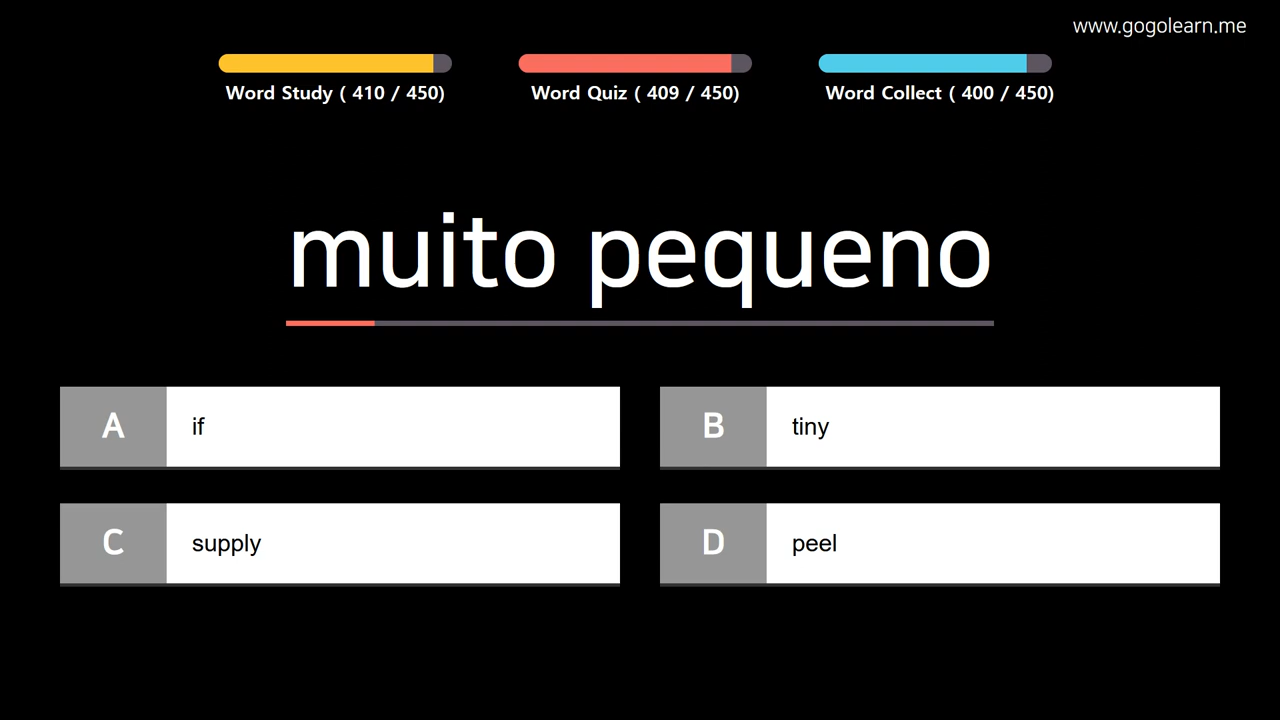 www.gogolearn.me
Word Study ( 410 / 450)
Word Quiz ( 409 / 450)
Word Collect ( 400 / 450)
muito pequeno
A if
B tiny
C supply
D peel